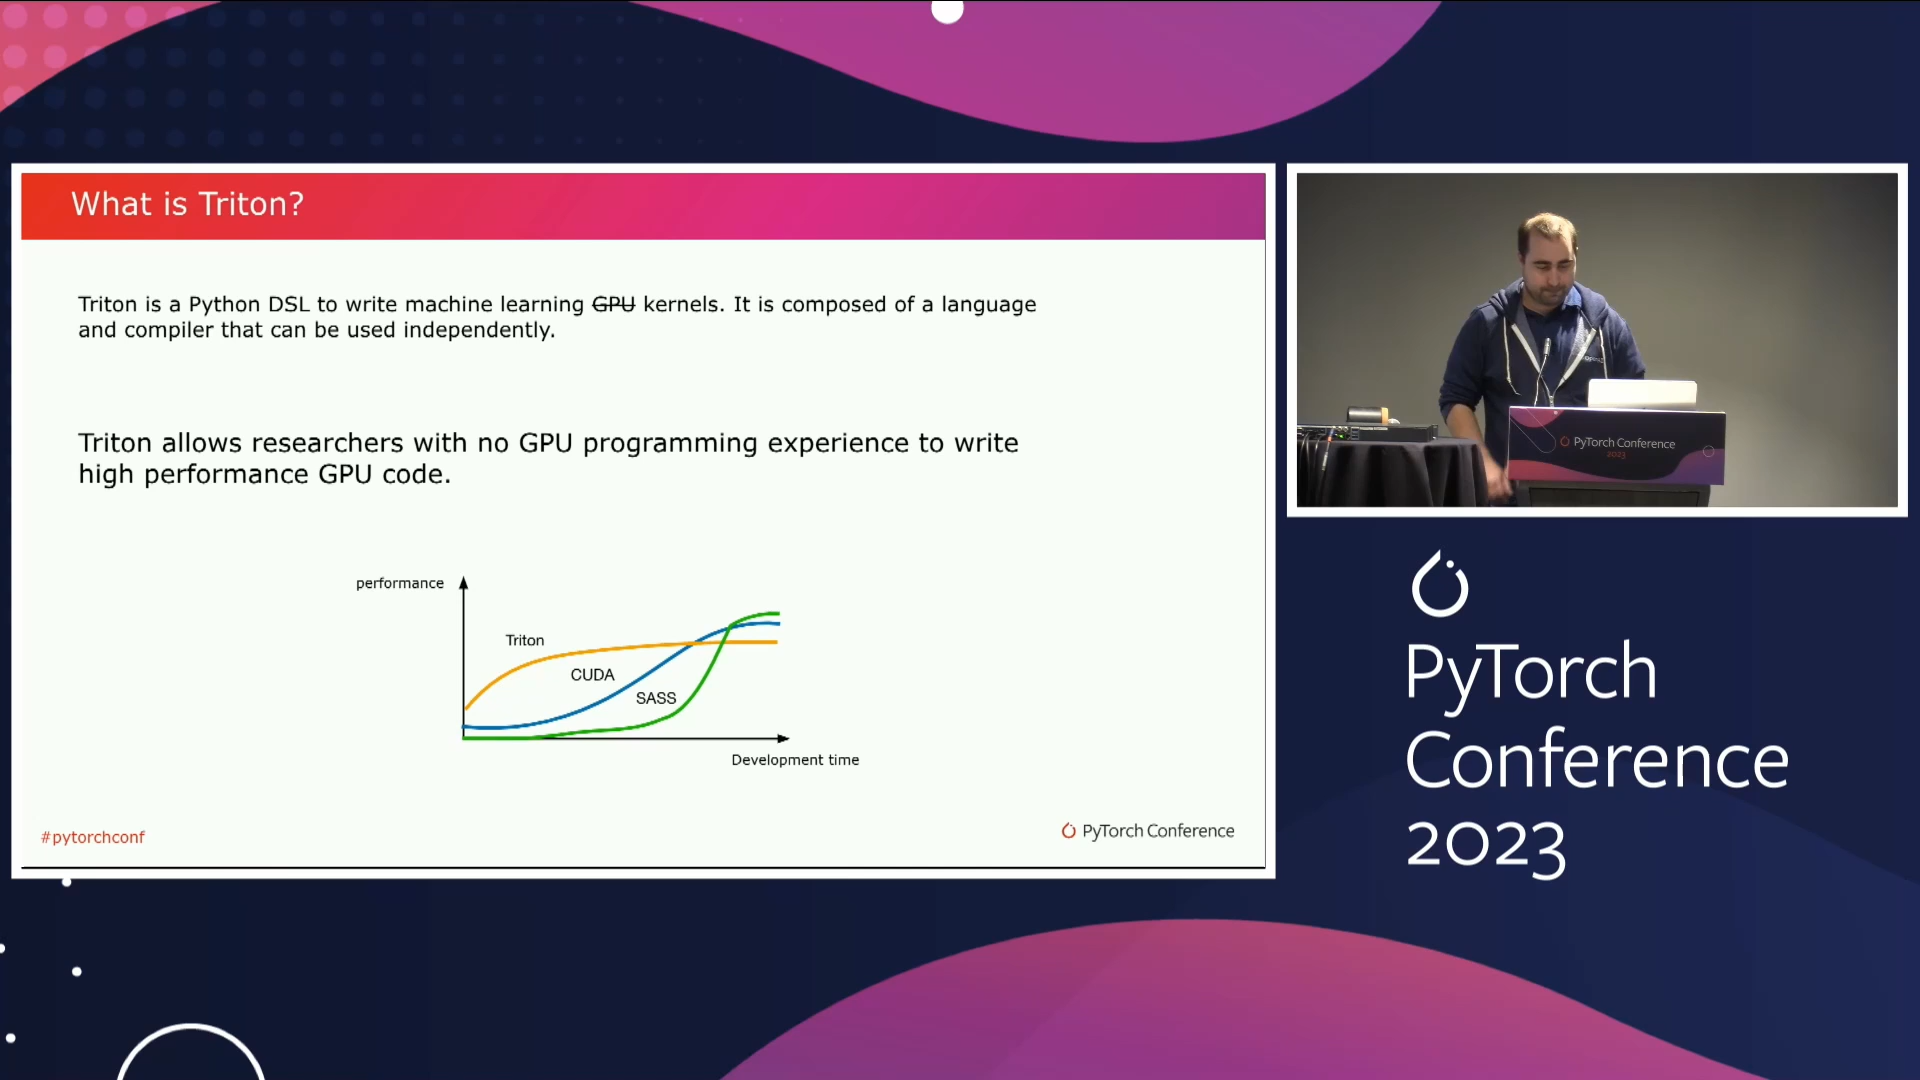 What is Triton?
Triton is a Python DSL to write machine learning GPU kernels. It is composed of a language
and compiler that can be used independently.
Triton allows researchers with no GPU programming experience to write
high performance GPU code.
performance
Triton
CUDA
SASS
Development time
#pytorchconf
PyTorch Conference
PyTorch Conference
2023
PyTorch
Conference
2023